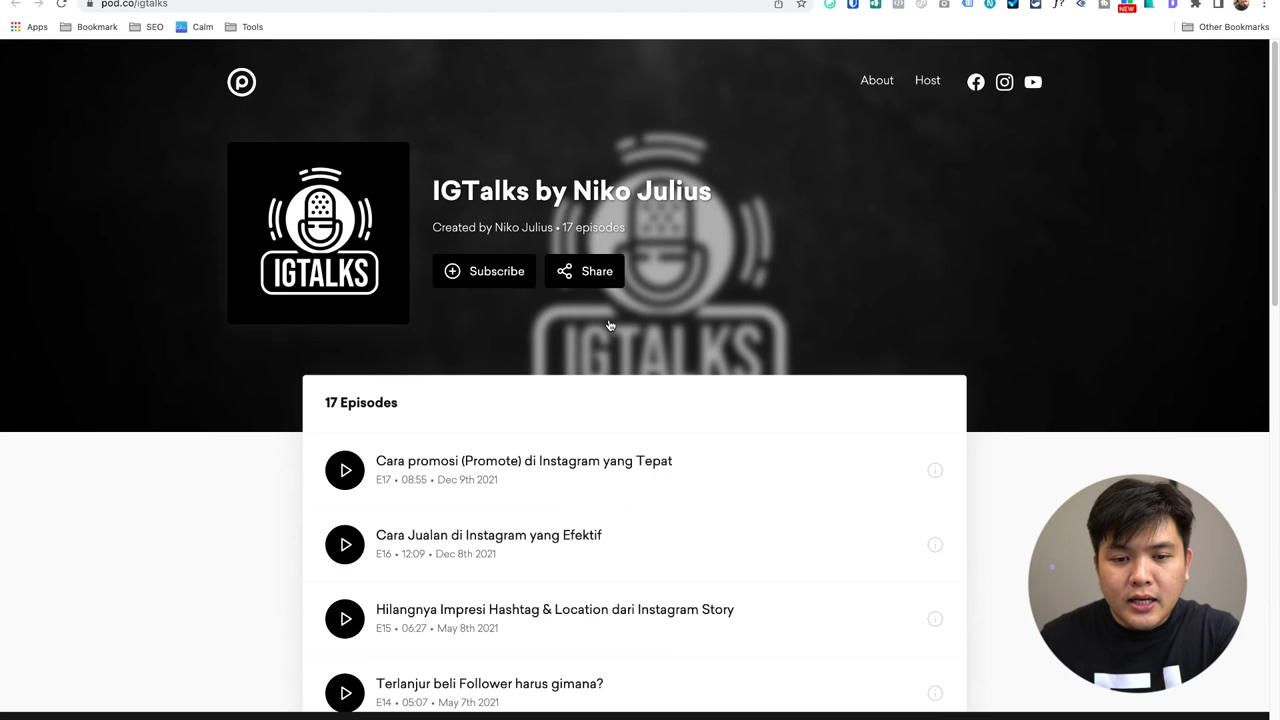 pod.co/igtalks
Apps
Bookmark
SEO
Calm
Tools
NEW
Other Bookmarks
About
Host
IGTALKS
IGTalks by Niko Julius
Created by Niko Julius • 17 episodes
Subscribe
Share
IGTALKS
17 Episodes
Cara promosi (Promote) di Instagram yang Tepat
E17 • 08:55 • Dec 9th 2021
Cara Jualan di Instagram yang Efektif
E16 • 12:09 • Dec 8th 2021
Hilangnya Impresi Hashtag & Location dari Instagram Story
E15 • 06:27 • May 8th 2021
Terlanjur beli Follower harus gimana?
E14 • 05:07 • May 7th 2021